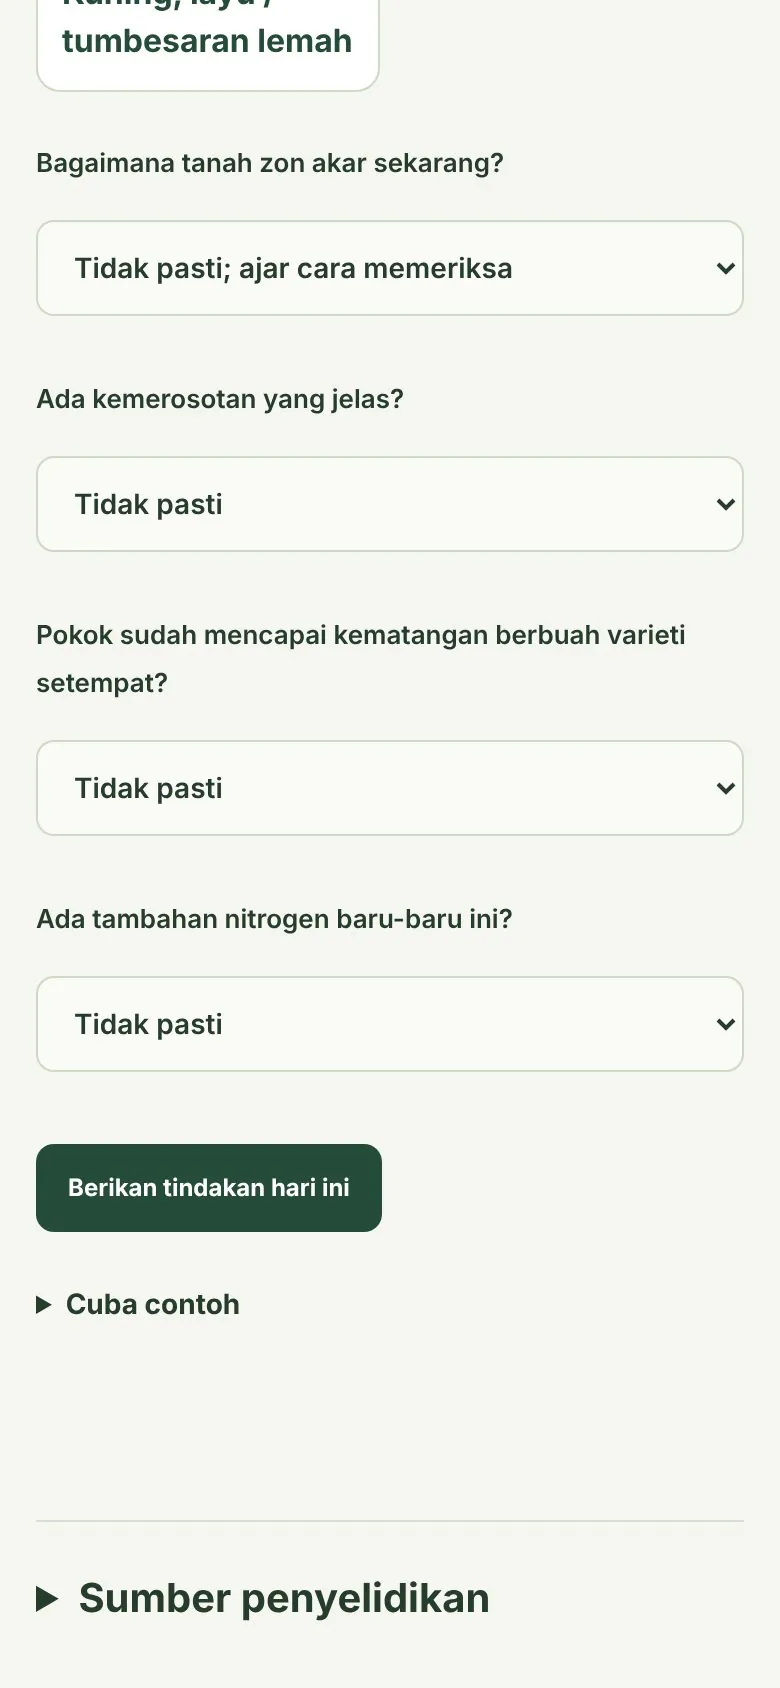 Kuning, layu /
tumbesaran lemah
Bagaimana tanah zon akar sekarang?
Tidak pasti; ajar cara memeriksa
Ada kemerosotan yang jelas?
Tidak pasti
Pokok sudah mencapai kematangan berbuah varieti
setempat?
Tidak pasti
Ada tambahan nitrogen baru-baru ini?
Tidak pasti
Berikan tindakan hari ini
Cuba contoh
Sumber penyelidikan